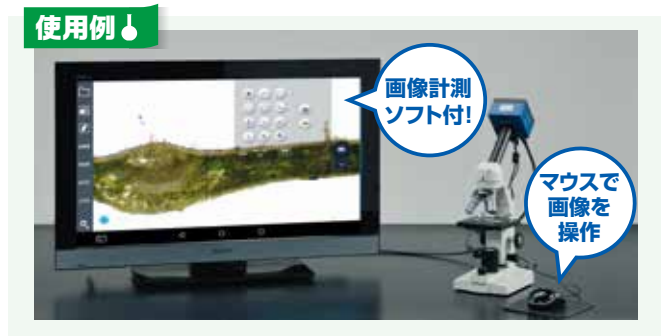 使用例
画像計測
ソフト付!
マウスで
画像を
操作